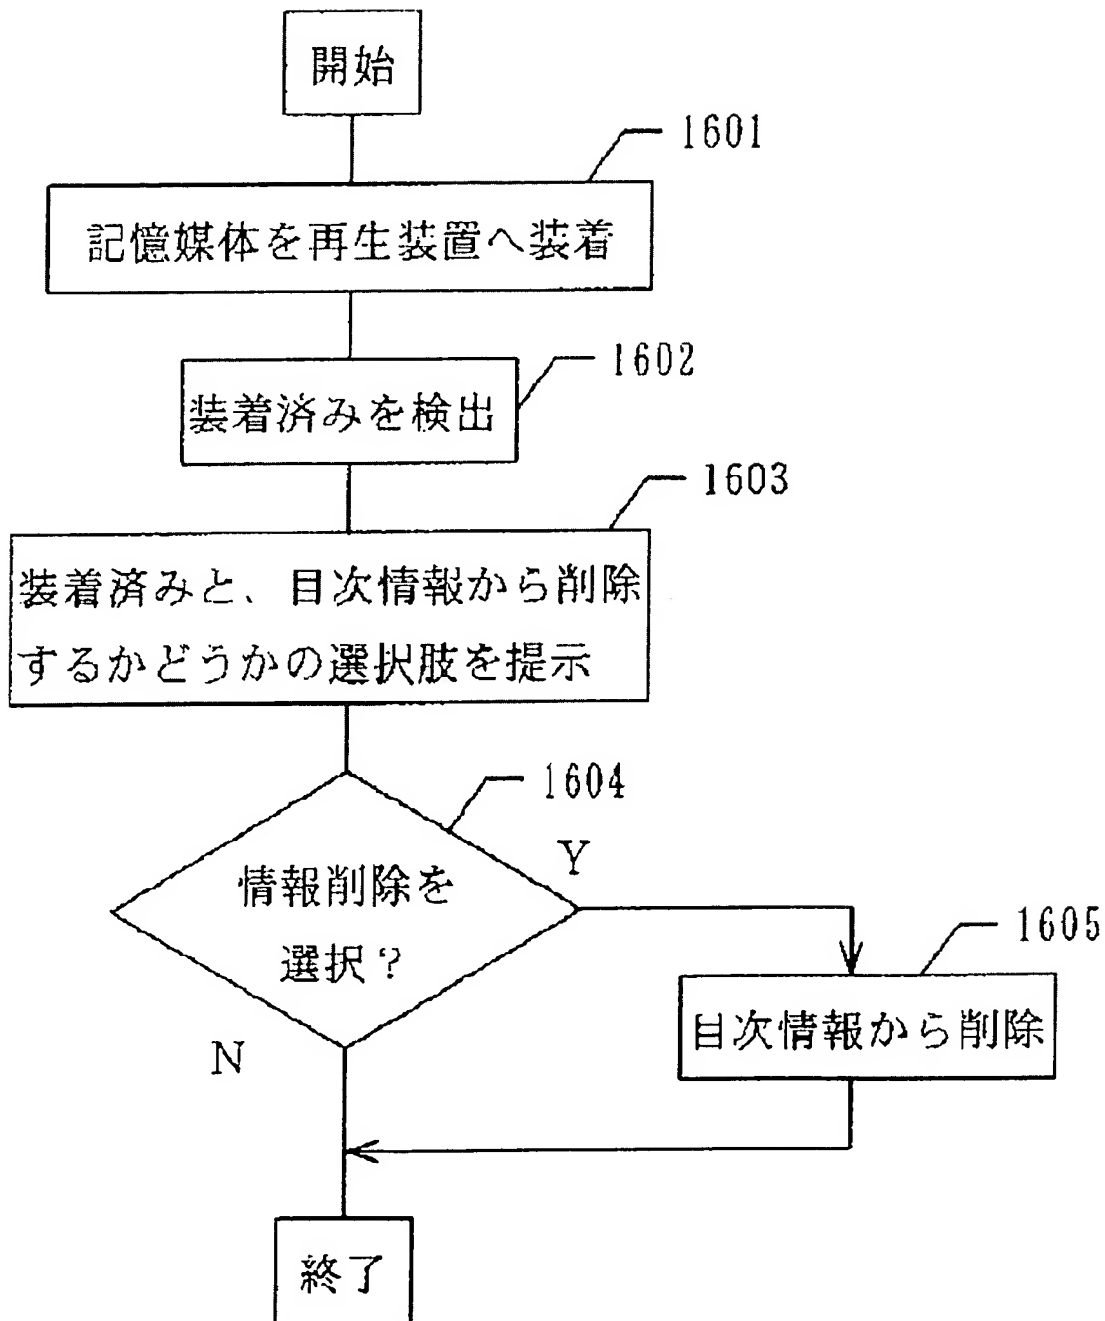 開始
1601
記憶媒体を再生装置へ装着
1602
装着済みを検出
1603
装着済みと、目次情報から削除
するかどうかの選択肢を提示
1604
情報削除を
選択?
Y
1605
目次情報から削除
N
終了